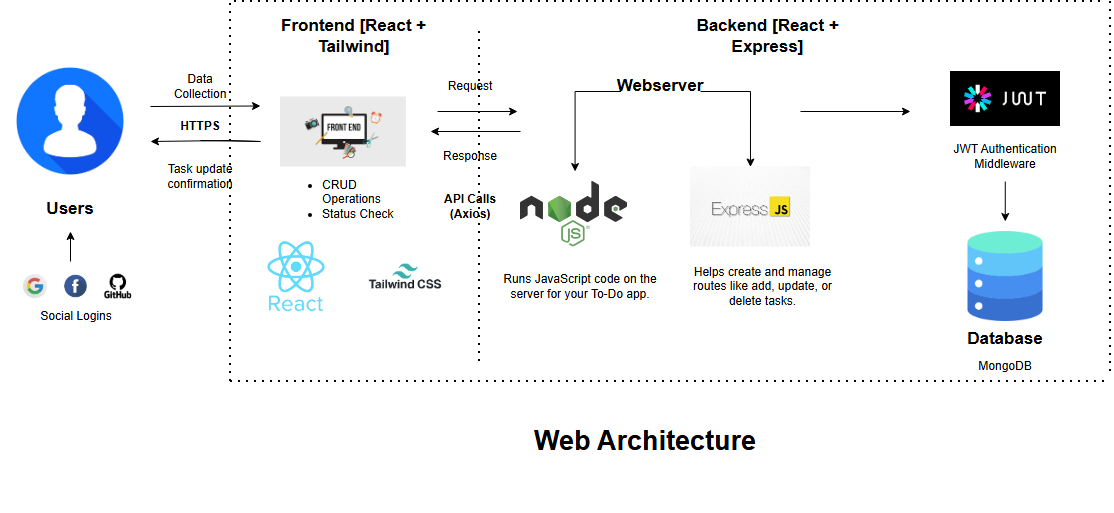 Frontend [React +
Tailwind]
Backend [React +
Express]
Data
Collection
HTTPS
Task update
confirmation
Users
GitHub
Social Logins
FRONT END
CRUD
Operations
Status Check
React
Tailwind CSS
Request
Response
API Calls
(Axios)
Webserver
node
JS
Runs JavaScript code on the
server for your To-Do app.
Express JS
Helps create and manage
routes like add, update, or
delete tasks.
JWT
JWT Authentication
Middleware
Database
MongoDB
Web Architecture